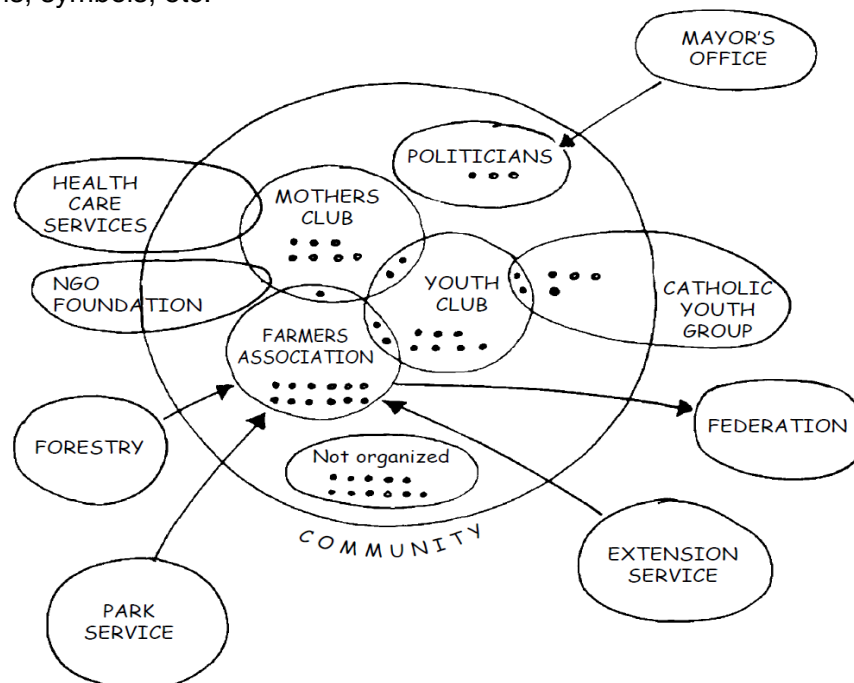 symbols, etc.
MAYOR'S
OFFICE
POLITICIANS
HEALTH
CARE
SERVICES
MOTHERS
CLUB
NGO
FOUNDATION
YOUTH
CLUB
CATHOLIC
YOUTH
GROUP
FARMERS
ASSOCIATION
FORESTRY
FEDERATION
Not organized
COMMUNITY
EXTENSION
SERVICE
PARK
SERVICE